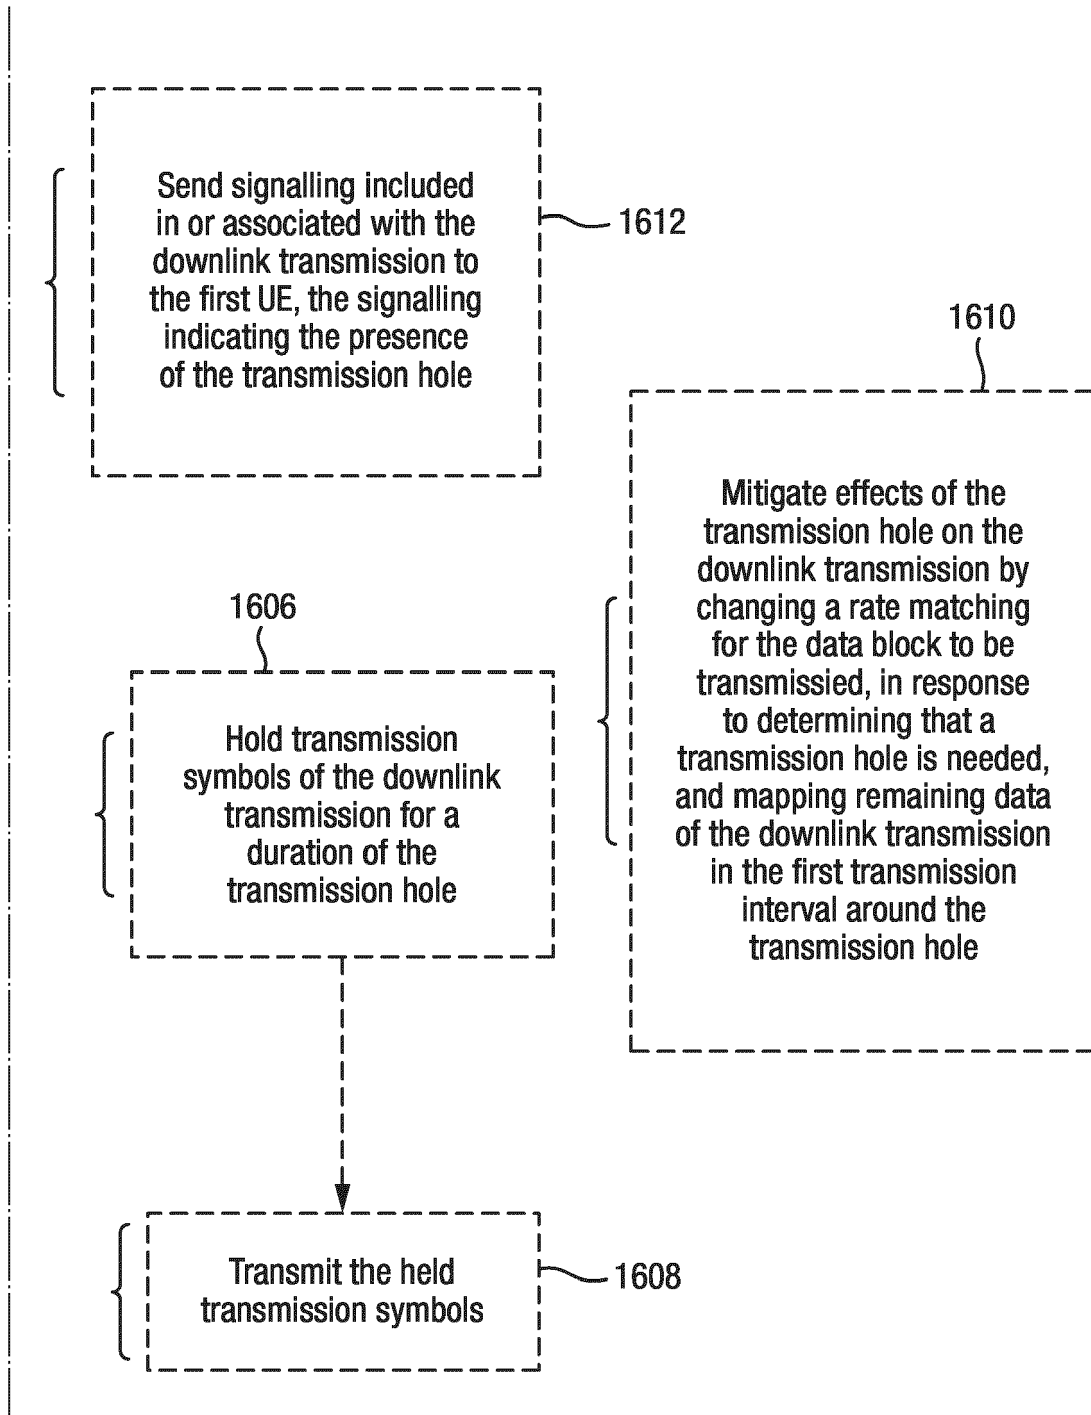 Send signalling included
in or associated with the
downlink transmission to
the first UE, the signalling
indicating the presence
of the transmission hole
1612
1610
Mitigate effects of the
transmission hole on the
downlink transmission by
changing a rate matching
for the data block to be
transmissied, in response
to determining that a
transmission hole is needed,
and mapping remaining data
of the downlink transmission
in the first transmission
interval around the
transmission hole
1606
Hold transmission
symbols of the downlink
transmission for a
duration of the
transmission hole
Transmit the held
transmission symbols
1608